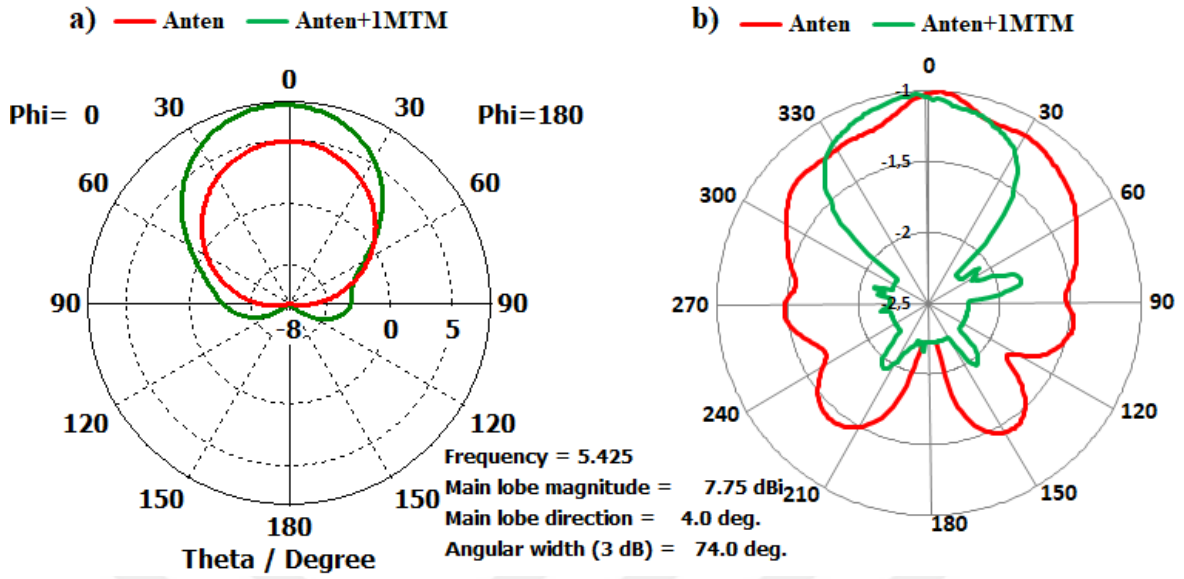 a) Anten Anten+1MTM
0
Phi= 0 30 30 Phi=180
60 60
90 -8 0 5 90
120 120
150 150
180
Theta / Degree
Frequency = 5.425
Main lobe magnitude = 7.75 dBi
Main lobe direction = 4.0 deg.
Angular width (3 dB) = 74.0 deg.
b) Anten Anten+1MTM
0
-1
330 30
-1,5
300 60
-2
270 -2,5 90
240 120
210 150
180